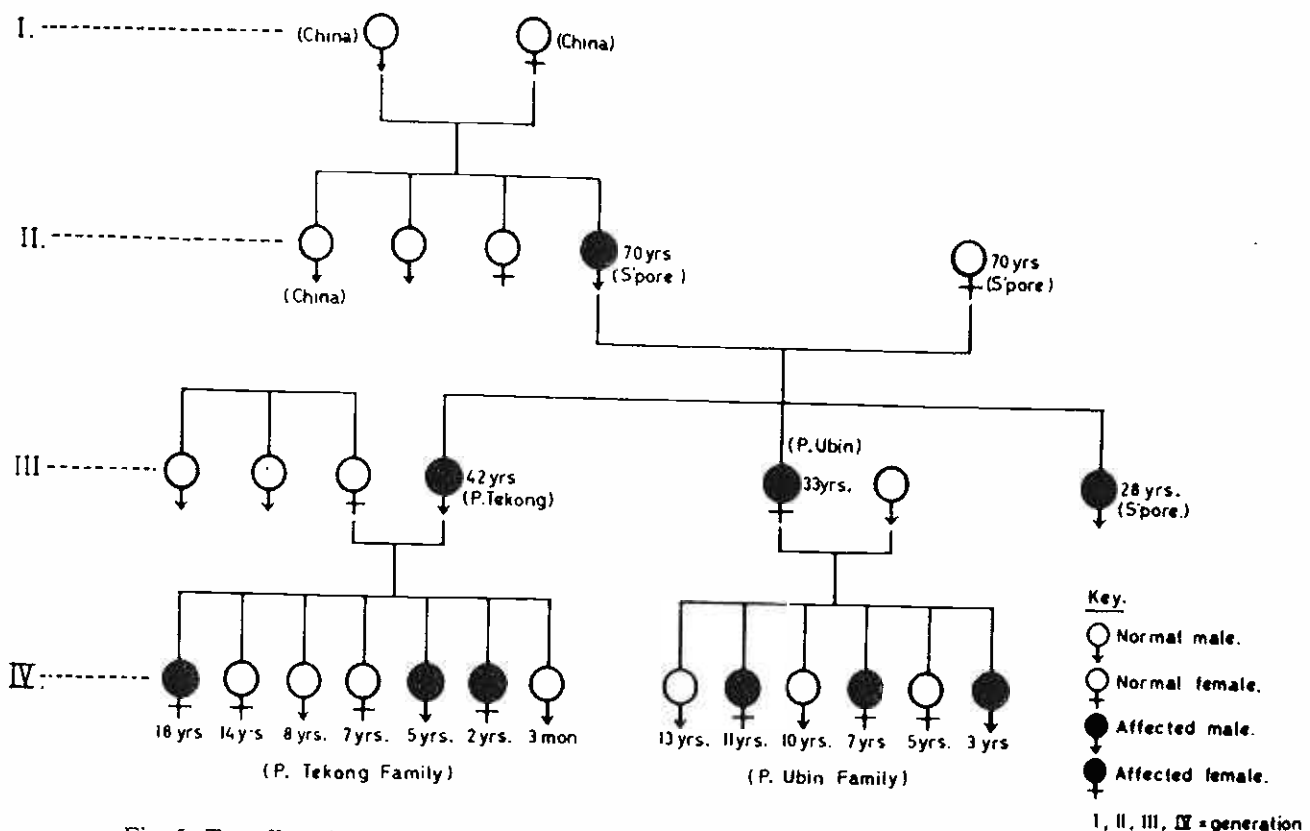 I.
(China)
(China)
II.
70 yrs
(S'pore)
70 yrs
(S'pore)
(China)
(P. Ubin)
III
42 yrs
(P. Tekong)
33yrs.
28 yrs.
(S'pore.)
Key.
Normal male.
Normal female.
Affected male.
Affected female.
I, II, III, IV = generation
IV.
18 yrs 14 yrs 8 yrs. 7 yrs. 5 yrs. 2 yrs. 3 mon
13 yrs. 11 yrs. 10 yrs. 7 yrs 5 yrs. 3 yrs
(P. Tekong Family)
(P. Ubin Family)